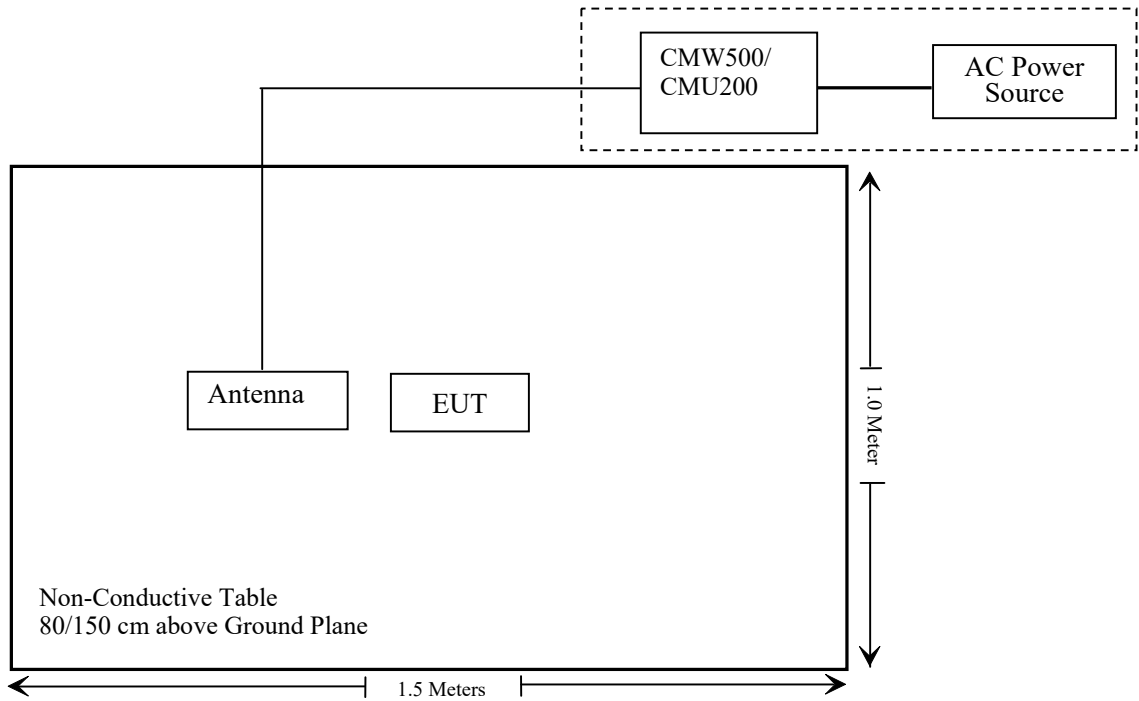 CMW500/
CMU200
AC Power
Source
Antenna
EUT
1.0 Meter
Non-Conductive Table
80/150 cm above Ground Plane
1.5 Meters